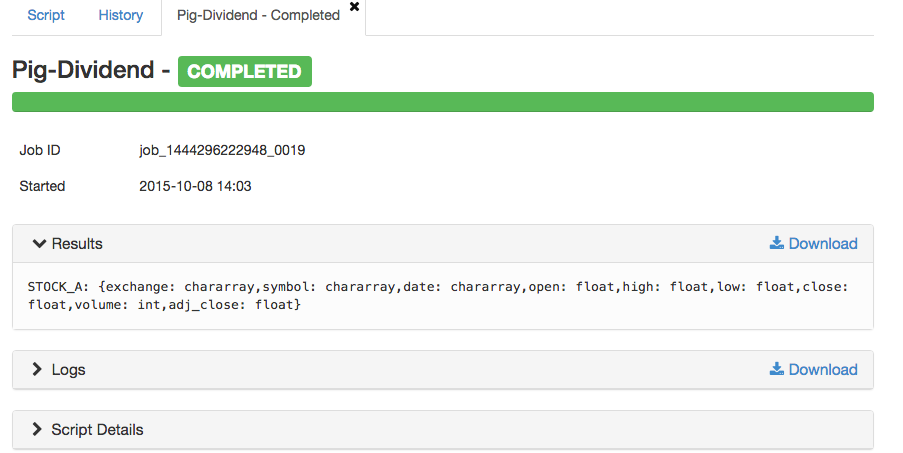 Script History Pig-Dividend - Completed ✖
Pig-Dividend - COMPLETED
Job ID job_1444296222948_0019
Started 2015-10-08 14:03
Results Download
STOCK_A: {exchange: chararray,symbol: chararray,date: chararray,open: float,high: float,low: float,close:
float,volume: int,adj_close: float}
Logs Download
Script Details